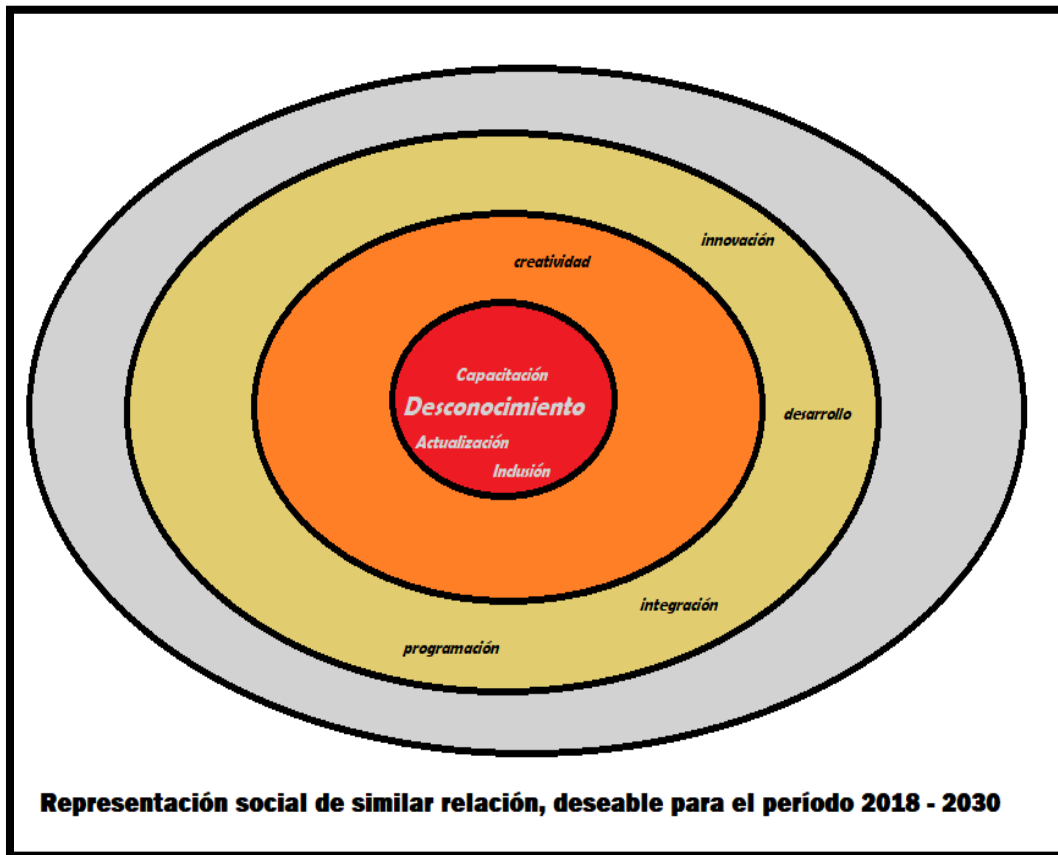 innovación
creatividad
Capacitación
Desconocimiento
desarrollo
Actualización
Inclusión
integración
programación
Representación social de similar relación, deseable para el período 2018 - 2030